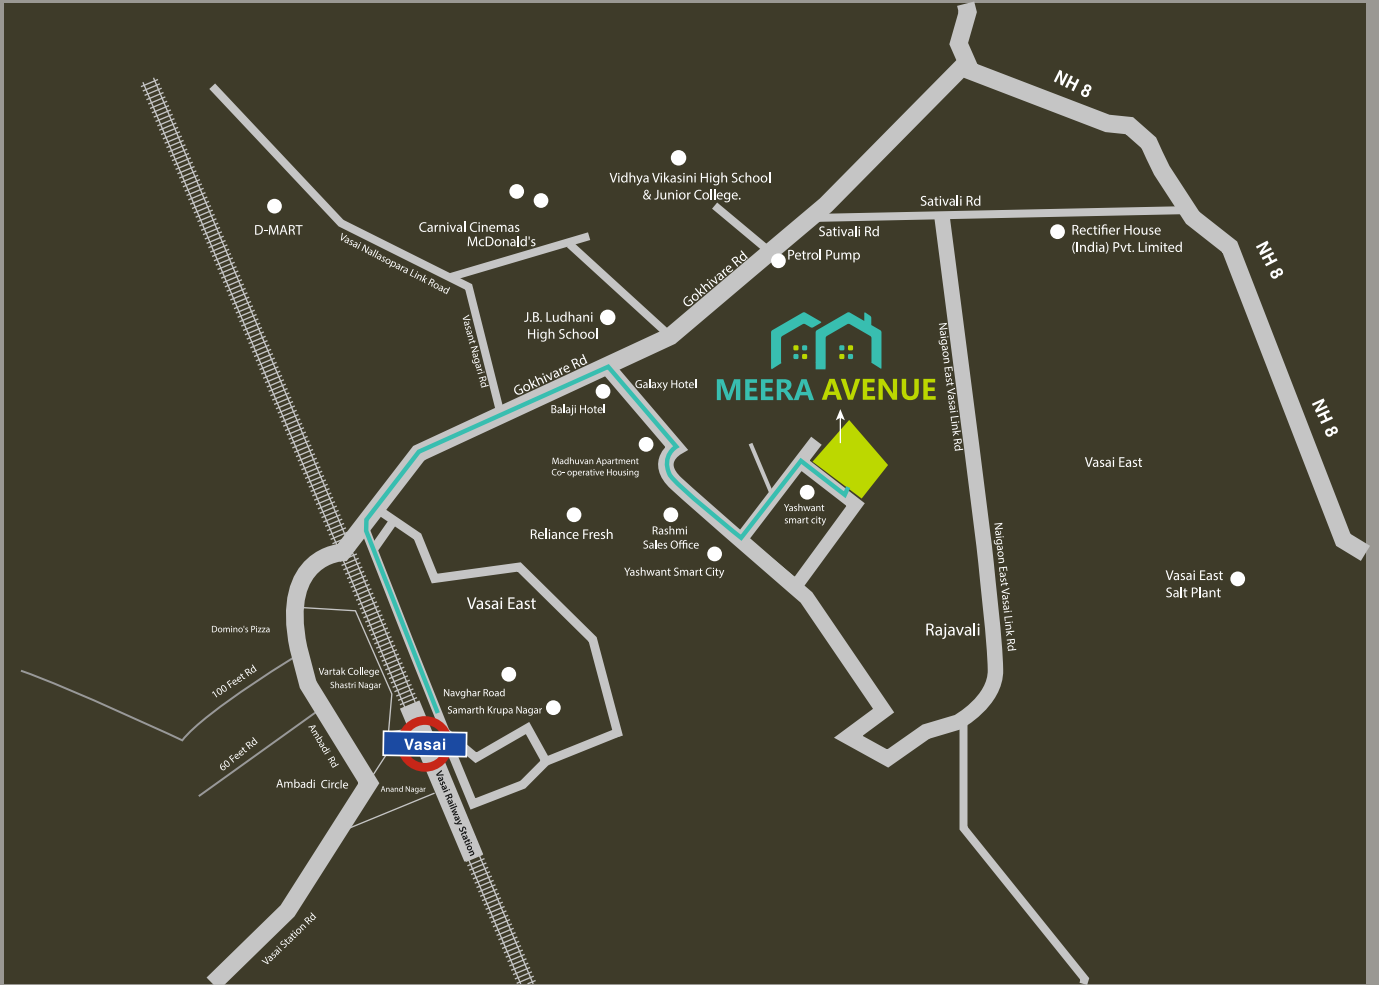 NH 8
Vidhya Vikasini High School
& Junior College.
D-MART
Carnival Cinemas
McDonald's
Vasai Nallasopara Link Road
Sativali Rd
Sativali Rd
Rectifier House
(India) Pvt. Limited
NH 8
Petrol Pump
Gokhivare Rd
J.B. Ludhani
High School
Vasant Nagari Rd
Gokhivare Rd
Galaxy Hotel
Balaji Hotel
MEERA AVENUE
Naigaon East Vasai Link Rd
NH 8
Madhuvan Apartment
Co- operative Housing
Vasai East
Yashwant
smart city
Reliance Fresh
Rashmi
Sales Office
Yashwant Smart City
Naigaon East Vasai Link Rd
Vasai East
Salt Plant
Vasai East
Rajavali
Domino's Pizza
100 Feet Rd
Vartak College
Shastri Nagar
Navghar Road
Samarth Krupa Nagar
60 Feet Rd
Ambadi Rd
Vasai
Ambadi Circle
Anand Nagar
Vasai Railway Station
Vasai Station Rd